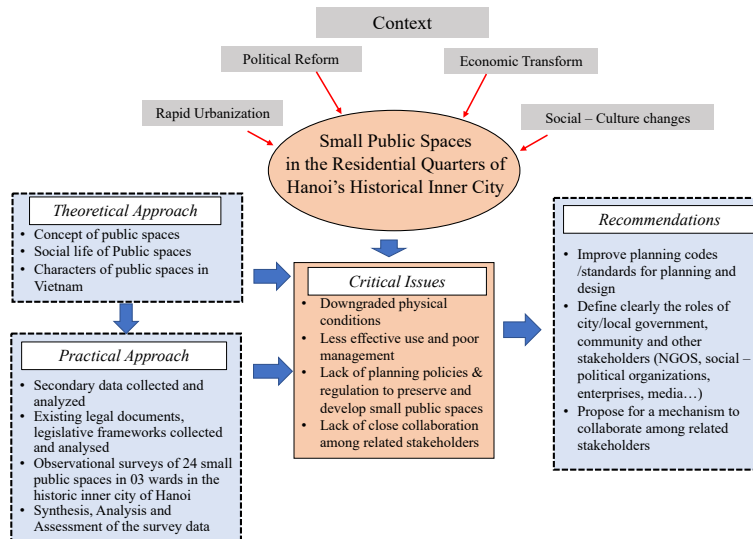 Context
Political Reform
Economic Transform
Rapid Urbanization
Social – Culture changes
Small Public Spaces
in the Residential Quarters of
Hanoi's Historical Inner City
Theoretical Approach
• Concept of public spaces
• Social life of Public spaces
• Characters of public spaces in
Vietnam
Practical Approach
• Secondary data collected and
analyzed
• Existing legal documents,
legislative frameworks collected
and analysed
• Observational surveys of 24 small
public spaces in 03 wards in the
historic inner city of Hanoi
• Synthesis, Analysis and
Assessment of the survey data
Critical Issues
• Downgraded physical
conditions
• Less effective use and poor
management
• Lack of planning policies &
regulation to preserve and
develop small public spaces
• Lack of close collaboration
among related stakeholders
Recommendations
• Improve planning codes
/standards for planning and
design
• Define clearly the roles of
city/local government,
community and other
stakeholders (NGOS, social –
political organizations,
enterprises, media…)
• Propose for a mechanism to
collaborate among related
stakeholders